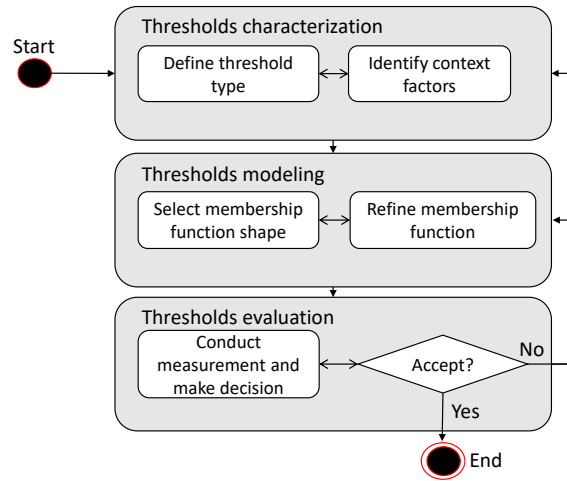 Start
Thresholds characterization
Define threshold
type
Identify context
factors
Thresholds modeling
Select membership
function shape
Refine membership
function
Thresholds evaluation
Conduct
measurement and
make decision
Accept?
No
Yes
End